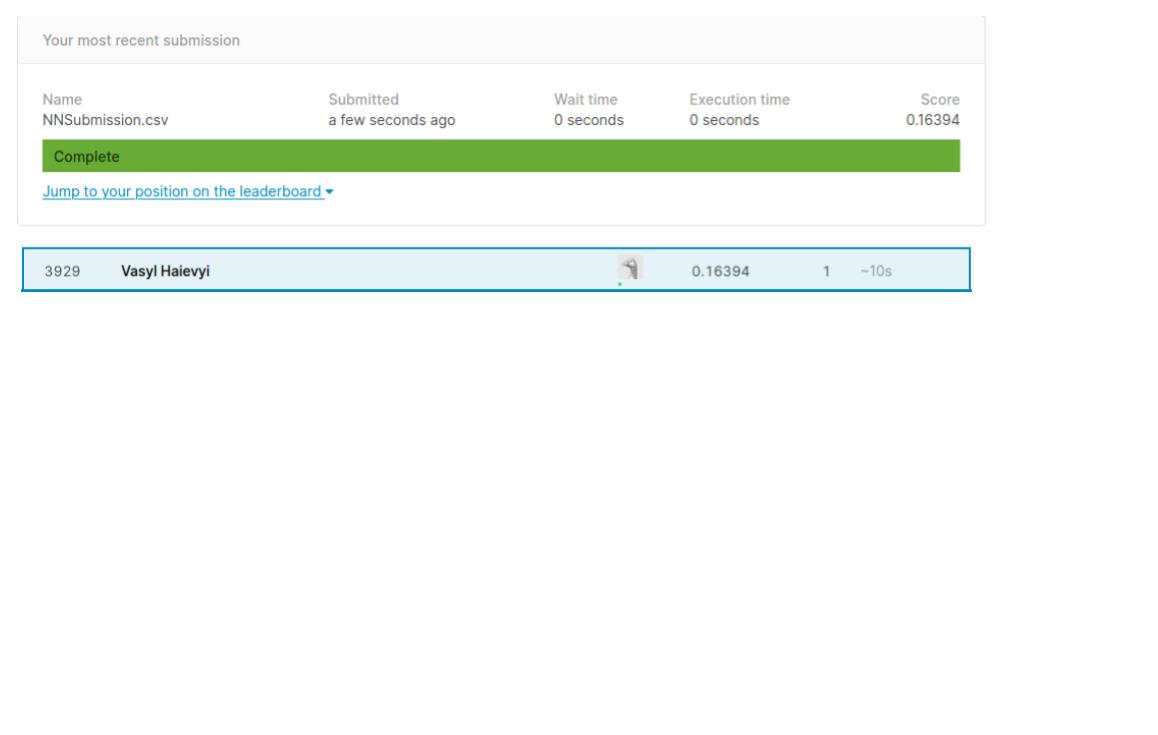 Your most recent submission
Name Submitted Wait time Execution time Score
NNSubmission.csv a few seconds ago 0 seconds 0 seconds 0.16394
Complete
Jump to your position on the leaderboard
3929 Vasyl Haievyi 0.16394 1 ~10s